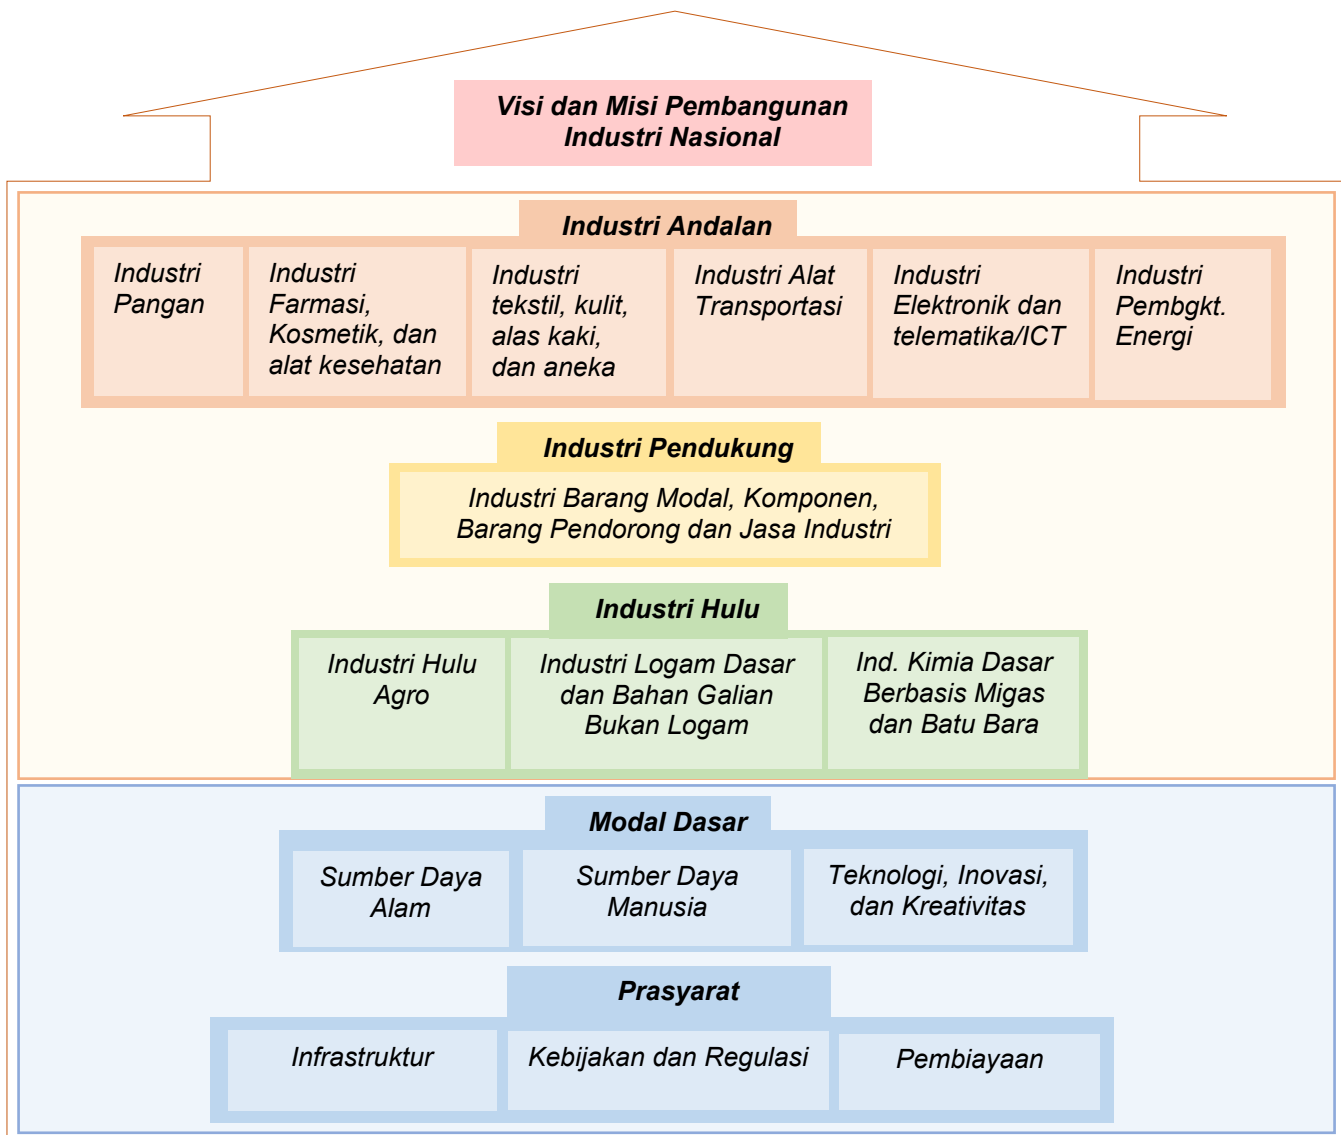 Visi dan Misi Pembangunan
Industri Nasional
Industri Andalan
Industri
Pangan
Industri
Farmasi,
Kosmetik, dan
alat kesehatan
Industri
tekstil, kulit,
alas kaki,
dan aneka
Industri Alat
Transportasi
Industri
Elektronik dan
telematika/ICT
Industri
Pembgkt.
Energi
Industri Pendukung
Industri Barang Modal, Komponen,
Barang Pendorong dan Jasa Industri
Industri Hulu
Industri Hulu
Agro
Industri Logam Dasar
dan Bahan Galian
Bukan Logam
Ind. Kimia Dasar
Berbasis Migas
dan Batu Bara
Modal Dasar
Sumber Daya
Alam
Sumber Daya
Manusia
Teknologi, Inovasi,
dan Kreativitas
Prasyarat
Infrastruktur
Kebijakan dan Regulasi
Pembiayaan